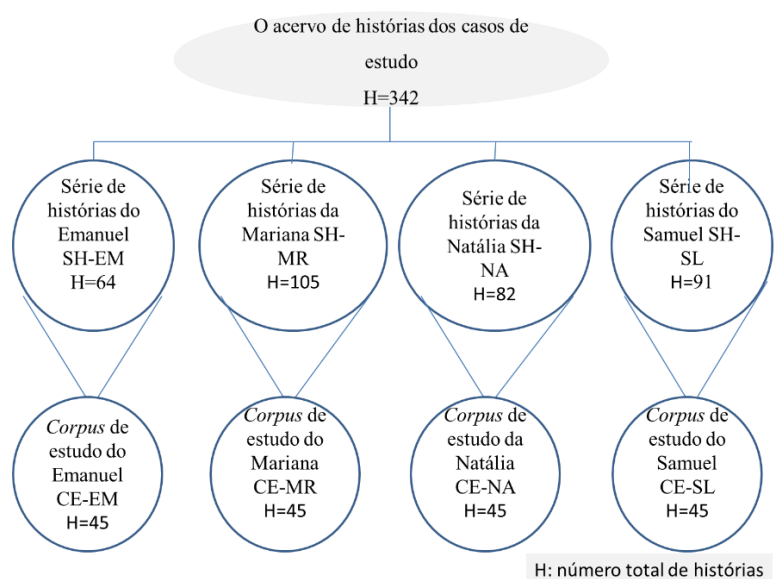 O acervo de histórias dos casos de
estudo
H=342
Série de
histórias do
Emanuel
SH-EM
H=64
Série de
histórias da
Mariana SH-
MR
H=105
Série de
histórias da
Natália SH-
NA
H=82
Série de
histórias do
Samuel SH-
SL
H=91
Corpus de
estudo do
Emanuel
CE-EM
H=45
Corpus de
estudo do
Mariana
CE-MR
H=45
Corpus de
estudo da
Natália
CE-NA
H=45
Corpus de
estudo do
Samuel
CE-SL
H=45
H: número total de histórias